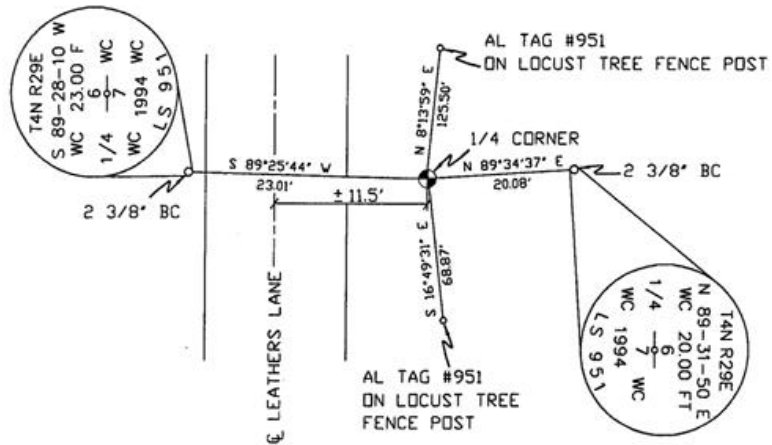 T4N R29E
S 89-28-10 W
WC 23.00 F
1/4 6 7 WC
WC 1994 WC
LS 951
2 3/8" BC
S 89°25'44" W
23.01'
± 11.5'
℄ LEATHERS LANE
N 8°13'59" E
125.50'
AL TAG #951
ON LOCUST TREE FENCE POST
1/4 CORNER
N 89°34'37" E
20.08'
2 3/8" BC
S 16°49'31" E
68.87'
AL TAG #951
ON LOCUST TREE
FENCE POST
T4N R29E
N 89-31-50 E
WC 20.00 FT
1/4 6 7 WC
WC 1994
LS 951